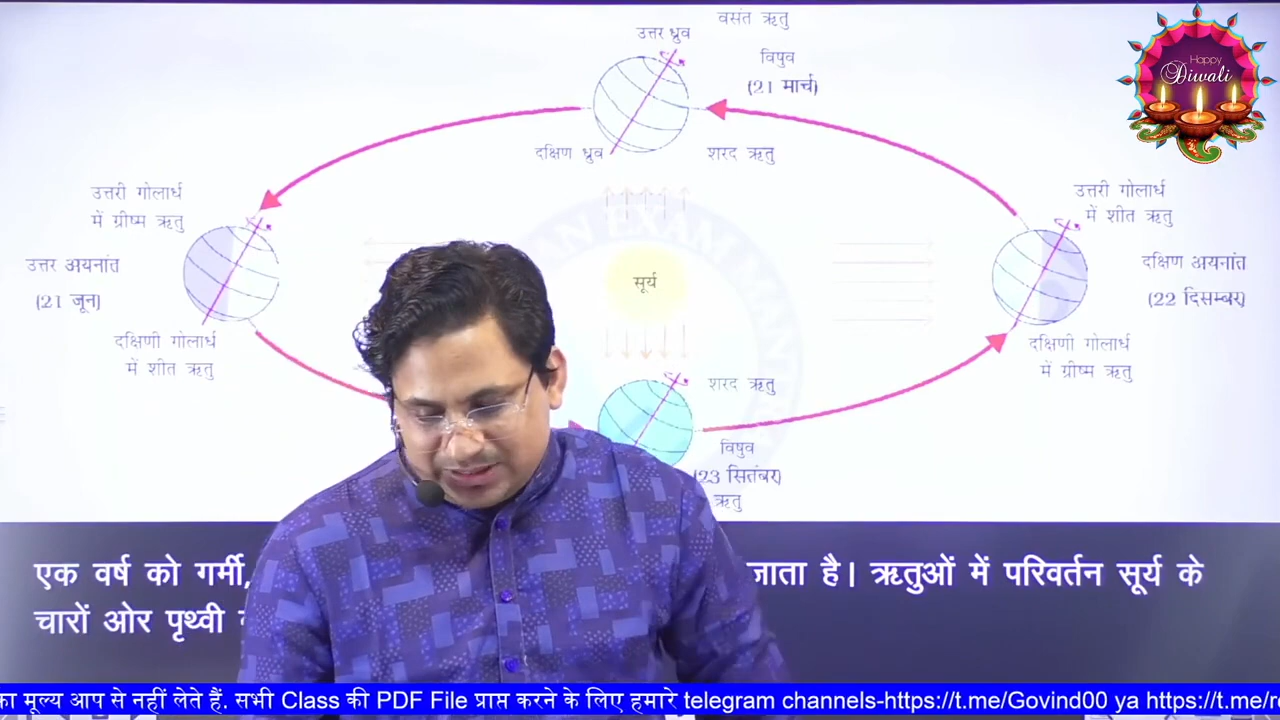 वसंत ऋतु
उत्तर ध्रुव
विषुव
(21 मार्च)
दक्षिण ध्रुव
शरद ऋतु
Happy
Diwali
उत्तरी गोलार्ध
में ग्रीष्म ऋतु
उत्तर अयनांत
(21 जून)
दक्षिणी गोलार्ध
में शीत ऋतु
सूर्य
उत्तरी गोलार्ध
में शीत ऋतु
दक्षिण अयनांत
(22 दिसम्बर)
दक्षिणी गोलार्ध
में ग्रीष्म ऋतु
शरद ऋतु
विषुव
(23 सितंबर)
ऋतु
AN EXAM
एक वर्ष को गर्मी, जाता है। ऋतुओं में परिवर्तन सूर्य के
चारों ओर पृथ्वी
का मूल्य आप से नहीं लेते हैं. सभी Class की PDF File प्राप्त करने के लिए हमारे telegram channels-https://t.me/Govind00 ya https://t.me/